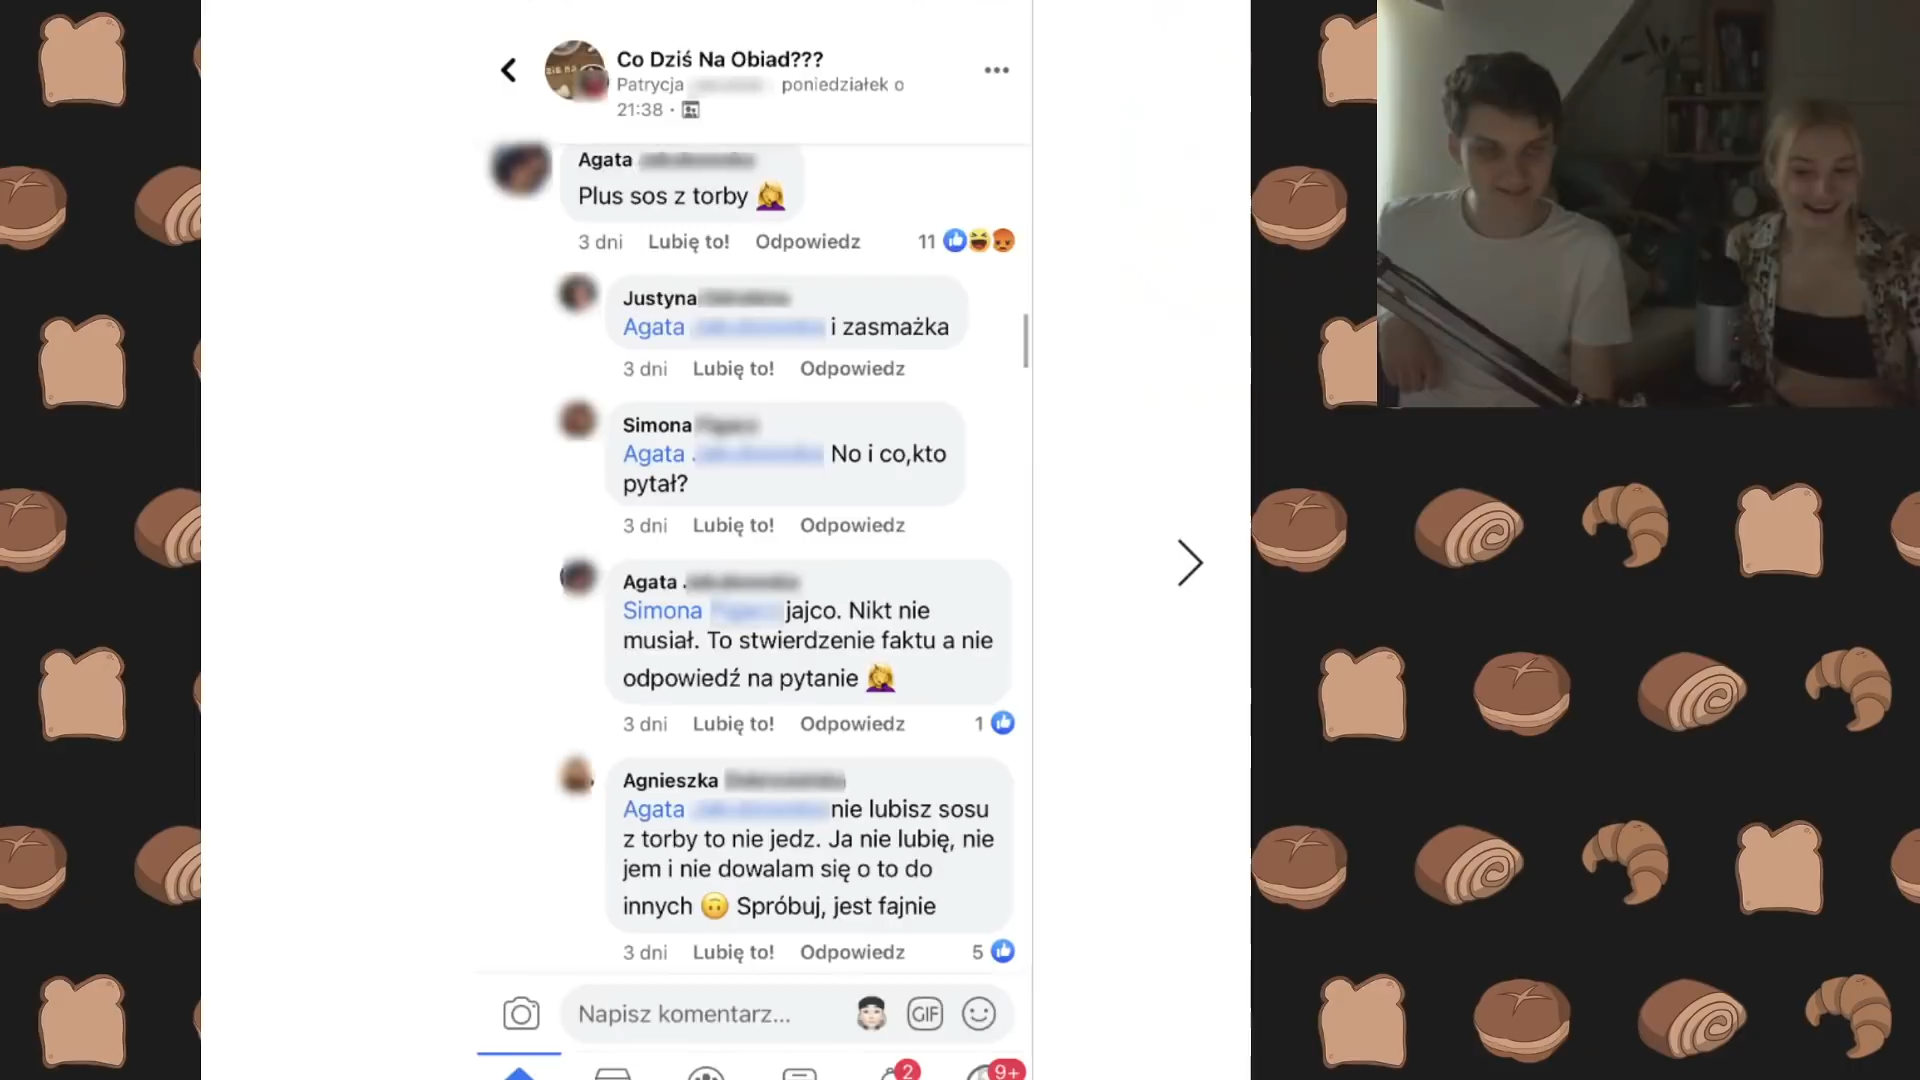 Co Dziś Na Obiad???
Patrycja poniedziałek o
21:38 ·
Agata
Plus sos z torby 🤦‍♀️
3 dni Lubię to! Odpowiedz 11
Justyna
Agata i zasmażka
3 dni Lubię to! Odpowiedz
Simona
Agata No i co,kto
pytał?
3 dni Lubię to! Odpowiedz
Agata
Simona jajco. Nikt nie
musiał. To stwierdzenie faktu a nie
odpowiedź na pytanie 🤦‍♀️
3 dni Lubię to! Odpowiedz 1
Agnieszka
Agata nie lubisz sosu
z torby to nie jedz. Ja nie lubię, nie
jem i nie dowalam się o to do
innych 🙃 Spróbuj, jest fajnie
3 dni Lubię to! Odpowiedz 5
Napisz komentarz... GIF
2 9+